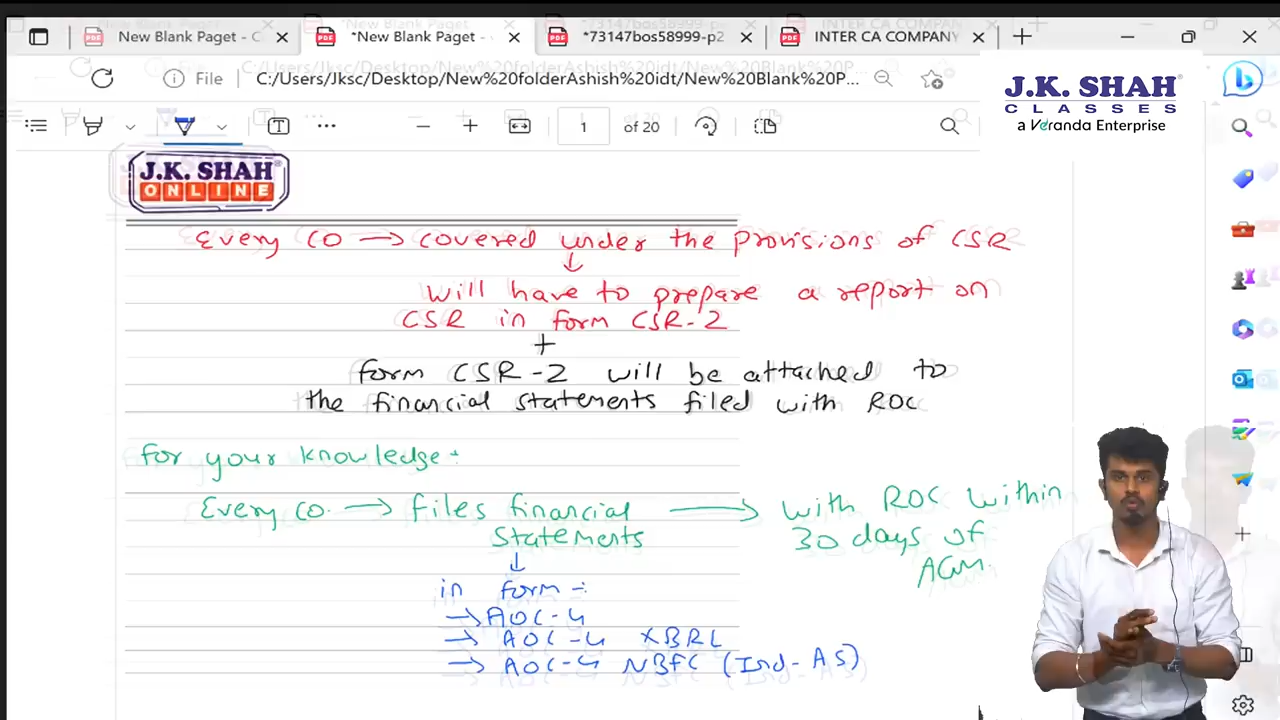 New Blank Paget - C
*New Blank Paget -
*73147bos58999-p2
INTER CA COMPANY
File
C:/Users/Jksc/Desktop/New%20folderAshish%20idt/New%20Blank%20P...
J.K. SHAH
CLASSES
a Veranda Enterprise
1 of 20
J.K. SHAH
ONLINE
Every CO → covered under the provisions of CSR
↓
will have to prepare a report on
CSR in form CSR-2
+
form CSR-2 will be attached to
the financial statements filed with ROC
for your knowledge :-
Every co. → files financial → with ROC within
statements 30 days of
↓ AGM.
in form :-
→ AOC-4
→ AOC-4 XBRL
→ AOC-4 NBFC (Ind-AS)